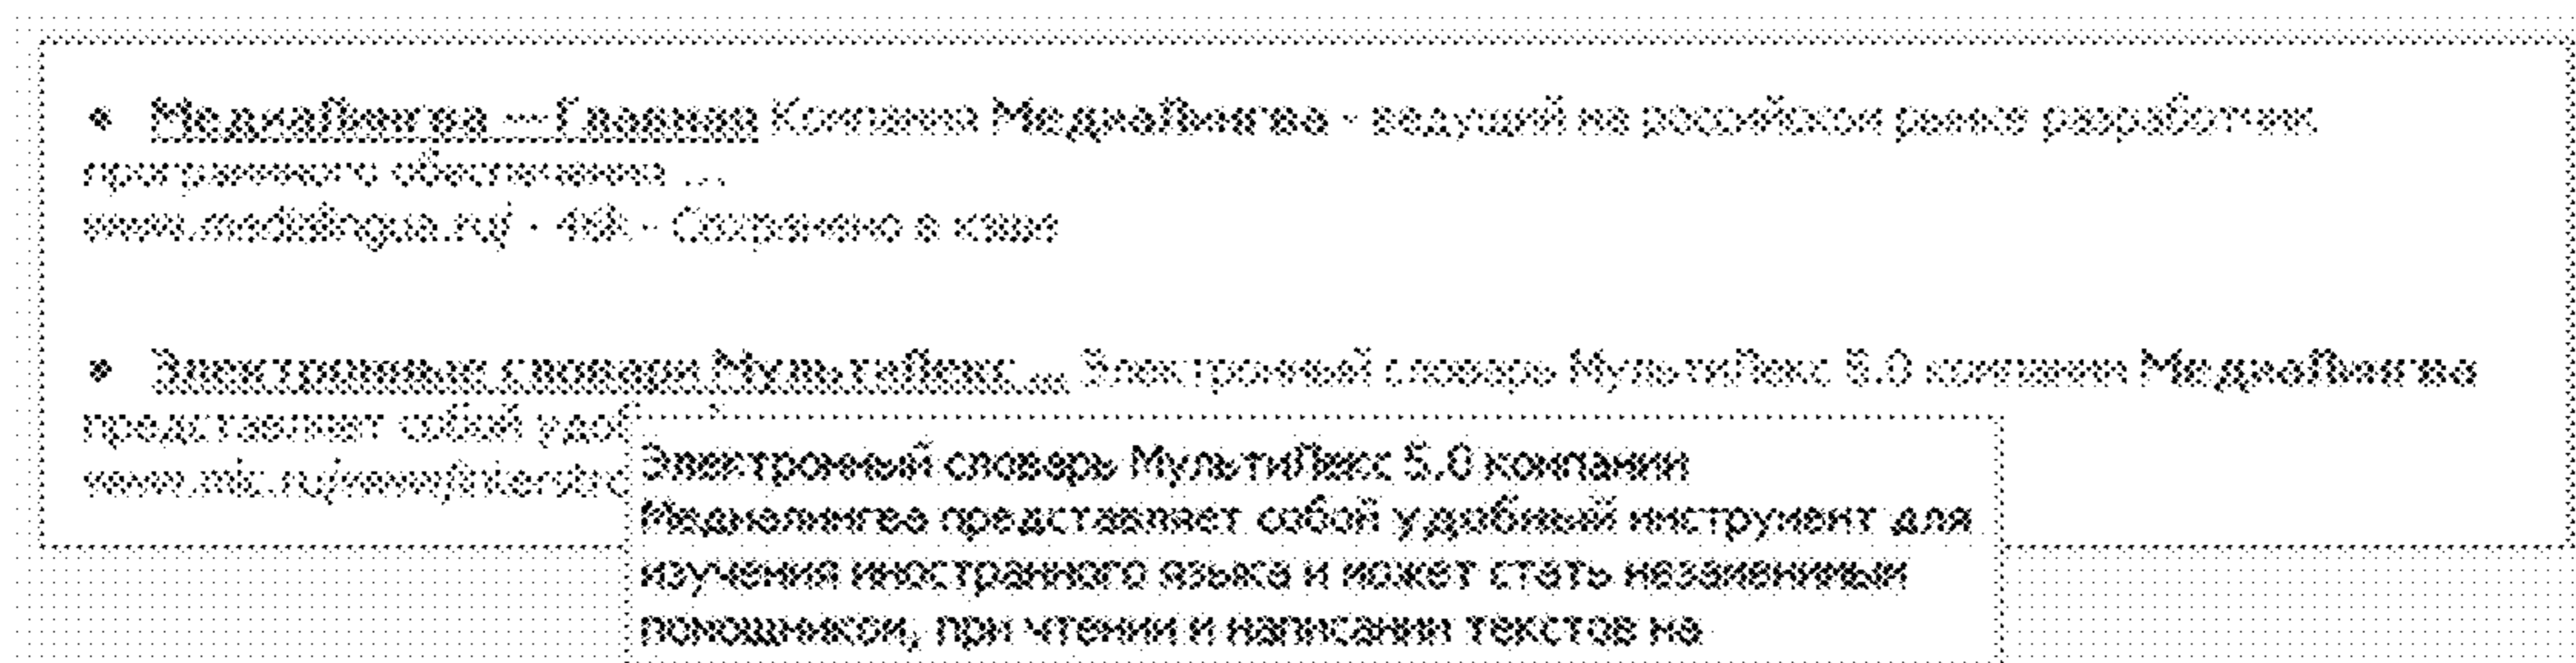 • МедиаЛингва — Главная Компания МедиаЛингва - ведущий на российском рынке разработчик
программного обеспечения ...
www.medialingua.ru/ - 46k - Сохранено в кэше
• Электронные словари МультиЛекс ... Электронный словарь МультиЛекс 5.0 компании МедиаЛингва
представляет собой удоб
Электронный словарь МультиЛекс 5.0 компании
Медиалингва представляет собой удобный инструмент для
изучения иностранного языка и может стать незаменимым
помощником, при чтении и написании текстов на